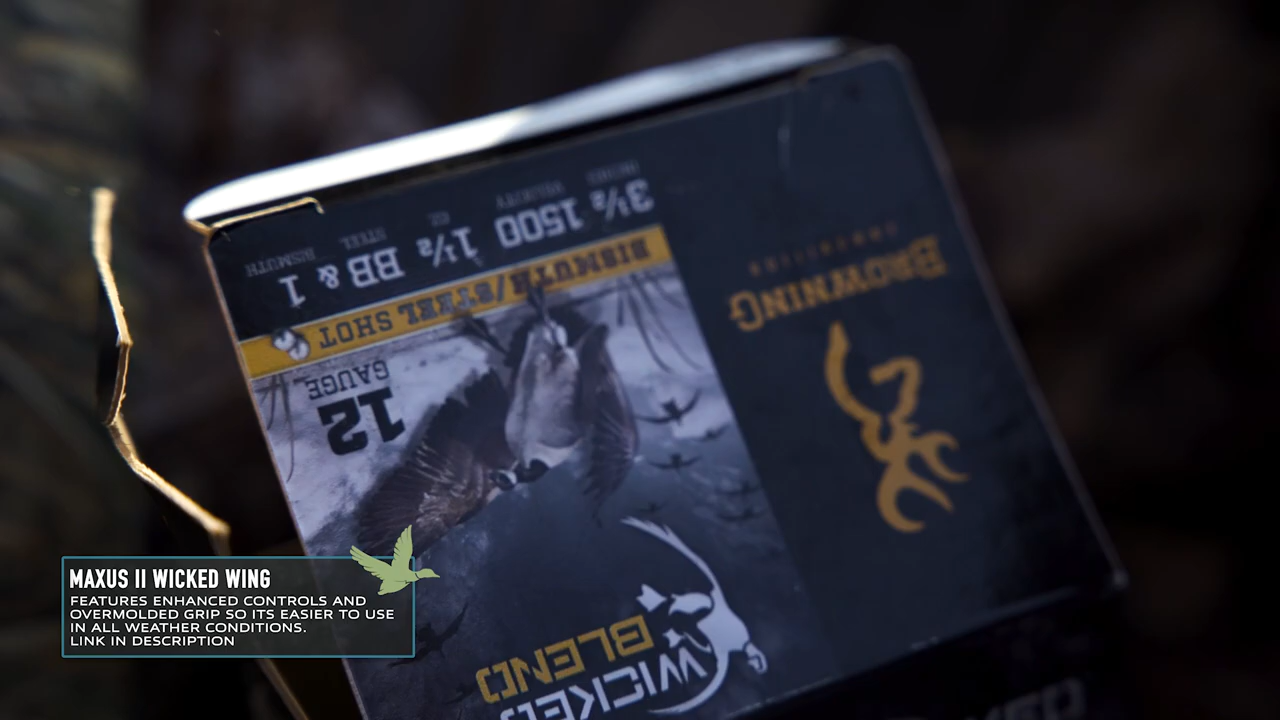 BISMUTH STEEL OZ. VELOCITY INCHES
1 & BB 1½ 1500 3½
BISMUTH/STEEL SHOT
12
GAUGE
WICKED
BLEND
BROWNING
AMMUNITION
MAXUS II WICKED WING
FEATURES ENHANCED CONTROLS AND
OVERMOLDED GRIP SO ITS EASIER TO USE
IN ALL WEATHER CONDITIONS.
LINK IN DESCRIPTION